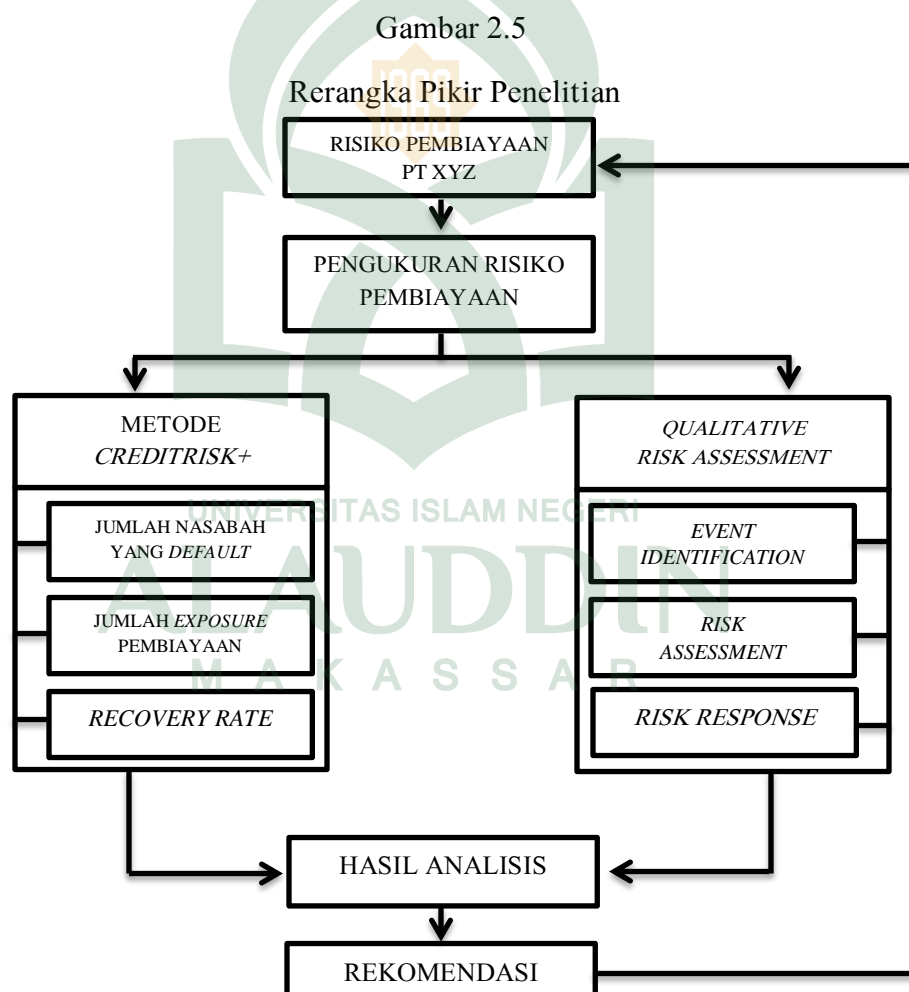 Gambar 2.5
Rerangka Pikir Penelitian
RISIKO PEMBIAYAAN
PT XYZ
PENGUKURAN RISIKO
PEMBIAYAAN
METODE
CREDITRISK+
JUMLAH NASABAH
YANG DEFAULT
JUMLAH EXPOSURE
PEMBIAYAAN
RECOVERY RATE
QUALITATIVE
RISK ASSESSMENT
EVENT
IDENTIFICATION
RISK
ASSESSMENT
RISK RESPONSE
HASIL ANALISIS
REKOMENDASI
1965
UNIVERSITAS ISLAM NEGERI
ALAUDDIN
MAKASSAR